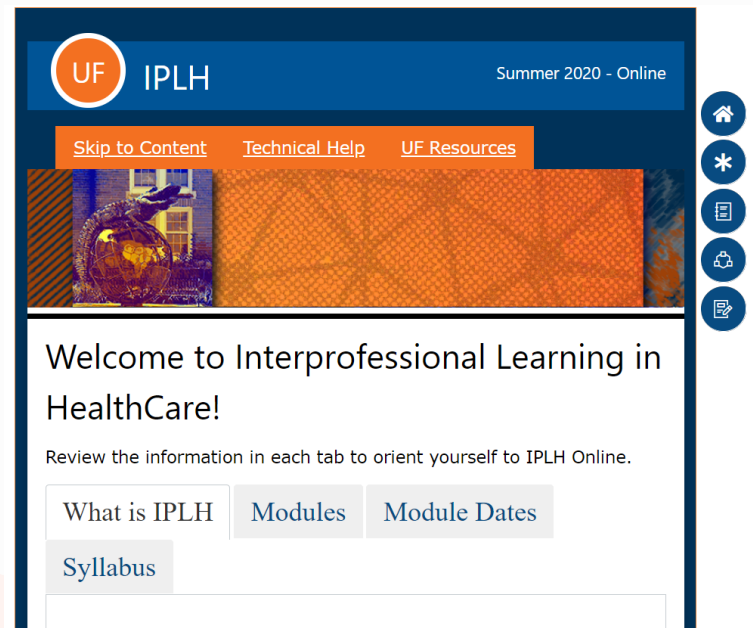 UF
IPLH
Summer 2020 - Online
Skip to Content Technical Help UF Resources
Welcome to Interprofessional Learning in
HealthCare!
Review the information in each tab to orient yourself to IPLH Online.
What is IPLH Modules Module Dates
Syllabus